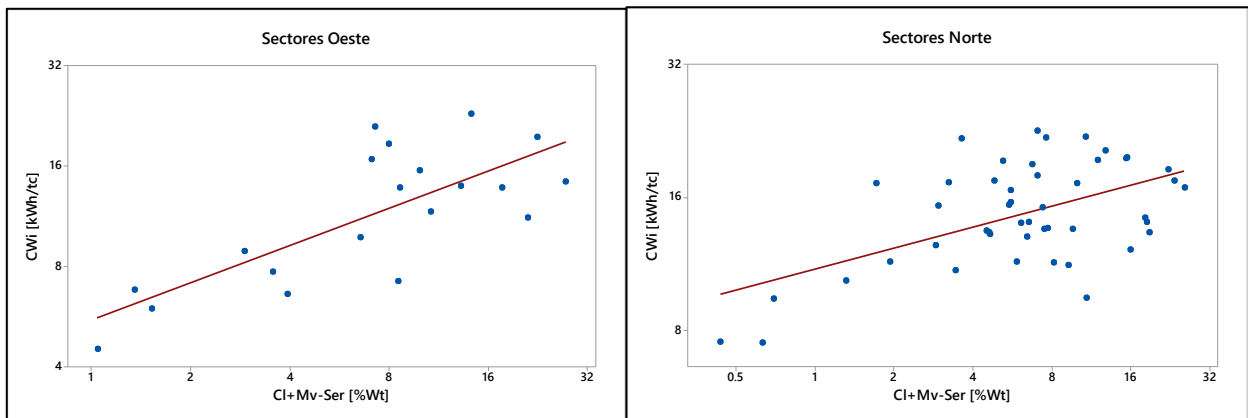 Sectores Oeste
32
16
8
4
CWi [kWh/tc]
1 2 4 8 16 32
Cl+Mv-Ser [%Wt]
Sectores Norte
32
16
8
CWi [kWh/tc]
0.5 1 2 4 8 16 32
Cl+Mv-Ser [%Wt]